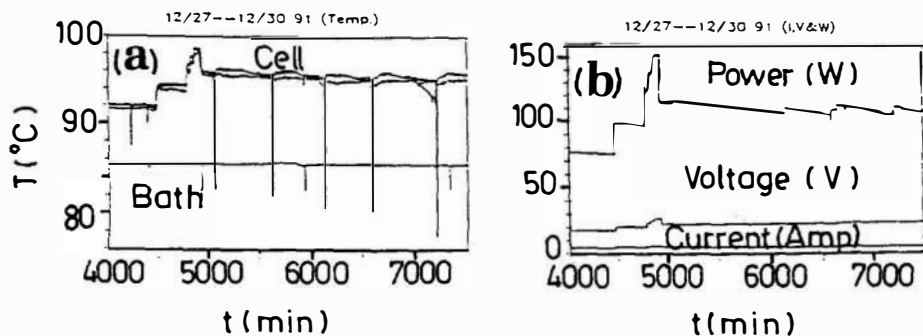 12/27--12/30 91 (Temp.)
(a)
Cell
Bath
T(°C)
100
90
80
4000 5000 6000 7000
t(min)
12/27--12/30 91 (I,V&W)
(b)
Power (W)
Voltage (V)
Current(Amp)
150
100
50
0
4000 5000 6000 7000
t(min)